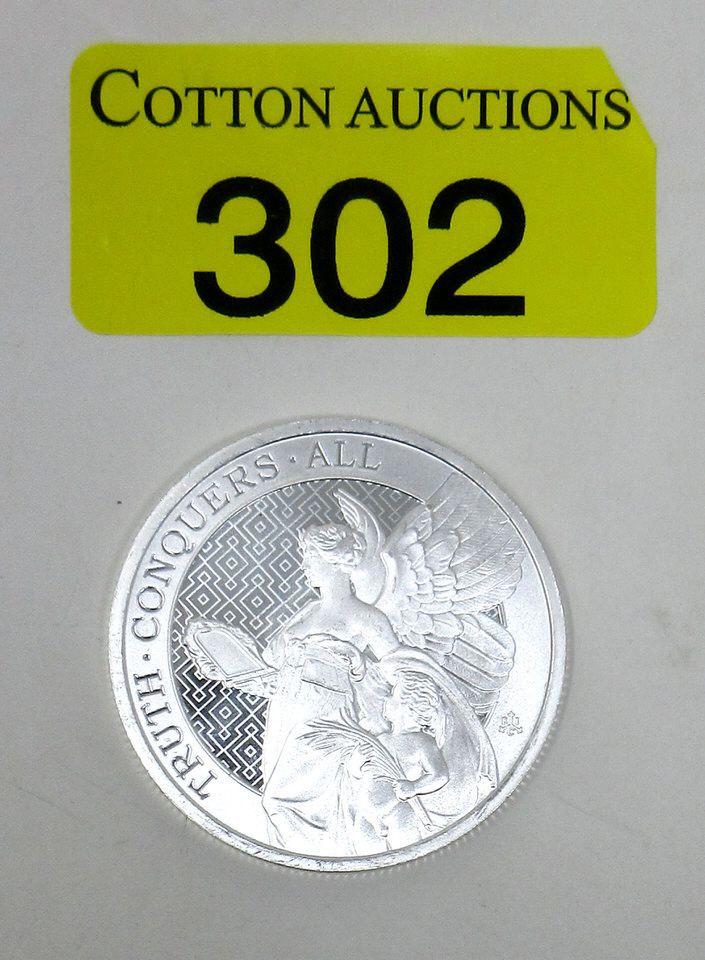 COTTON AUCTIONS
302
TRUTH · CONQUERS · ALL